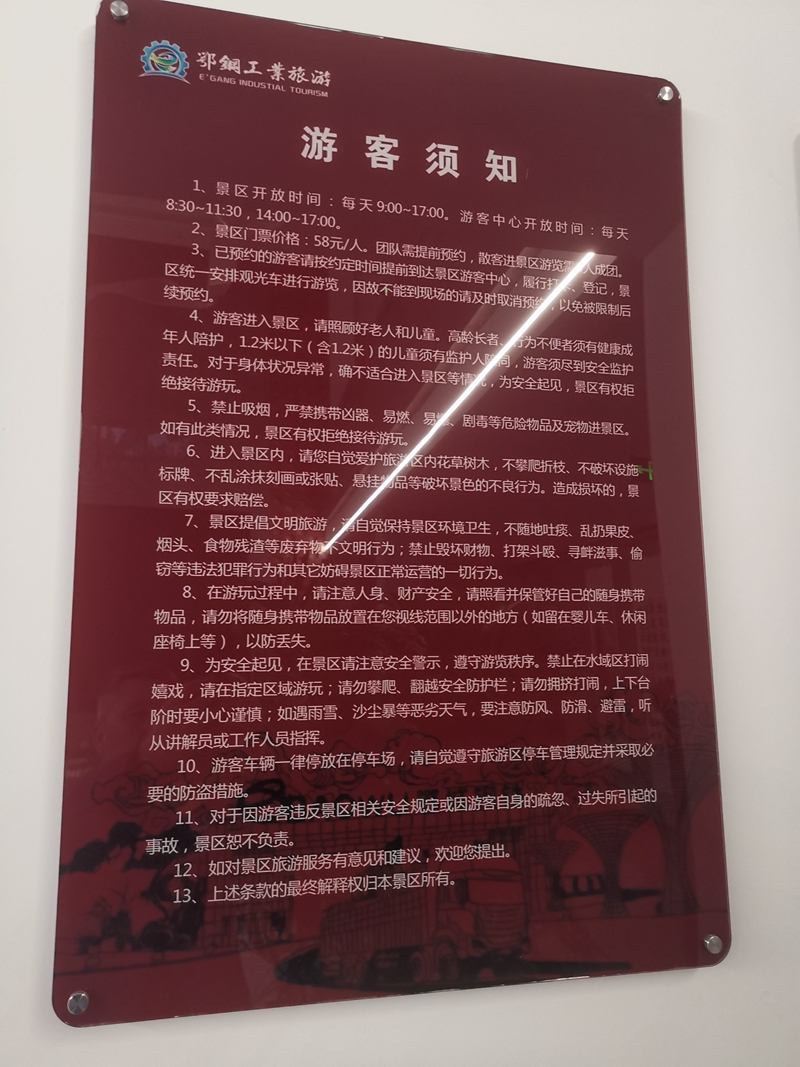 鄂鋼工業旅游
E'GANG INDUSTIAL TOURISM
游客须知
1、景区开放时间：每天9:00~17:00。游客中心开放时间：每天
8:30~11:30，14:00~17:00。
2、景区门票价格：58元/人。团队需提前预约，散客进景区游览需 人成团。
3、已预约的游客请按约定时间提前到达景区游客中心，履行打卡、登记，景
区统一安排观光车进行游览，因故不能到现场的请及时取消预约，以免被限制后
续预约。
4、游客进入景区，请照顾好老人和儿童。高龄长者、行为不便者须有健康成
年人陪护，1.2米以下（含1.2米）的儿童须有监护人陪同，游客须尽到安全监护
责任。对于身体状况异常，确不适合进入景区等情况，为安全起见，景区有权拒
绝接待游玩。
5、禁止吸烟，严禁携带凶器、易燃、易爆、剧毒等危险物品及宠物进景区。
如有此类情况，景区有权拒绝接待游玩。
6、进入景区内，请您自觉爱护旅游区内花草树木，不攀爬折枝、不破坏设施
标牌、不乱涂抹刻画或张贴、悬挂物品等破坏景色的不良行为。造成损坏的，景
区有权要求赔偿。
7、景区提倡文明旅游，请自觉保持景区环境卫生，不随地吐痰、乱扔果皮、
烟头、食物残渣等废弃物不文明行为；禁止毁坏财物、打架斗殴、寻衅滋事、偷
窃等违法犯罪行为和其它妨碍景区正常运营的一切行为。
8、在游玩过程中，请注意人身、财产安全，请照看并保管好自己的随身携带
物品，请勿将随身携带物品放置在您视线范围以外的地方（如留在婴儿车、休闲
座椅上等），以防丢失。
9、为安全起见，在景区请注意安全警示，遵守游览秩序。禁止在水域区打闹
嬉戏，请在指定区域游玩；请勿攀爬、翻越安全防护栏；请勿拥挤打闹，上下台
阶时要小心谨慎；如遇雨雪、沙尘暴等恶劣天气，要注意防风、防滑、避雷，听
从讲解员或工作人员指挥。
10、游客车辆一律停放在停车场，请自觉遵守旅游区停车管理规定并采取必
要的防盗措施。
11、对于因游客违反景区相关安全规定或因游客自身的疏忽、过失所引起的
事故，景区恕不负责。
12、如对景区旅游服务有意见和建议，欢迎您提出。
13、上述条款的最终解释权归本景区所有。